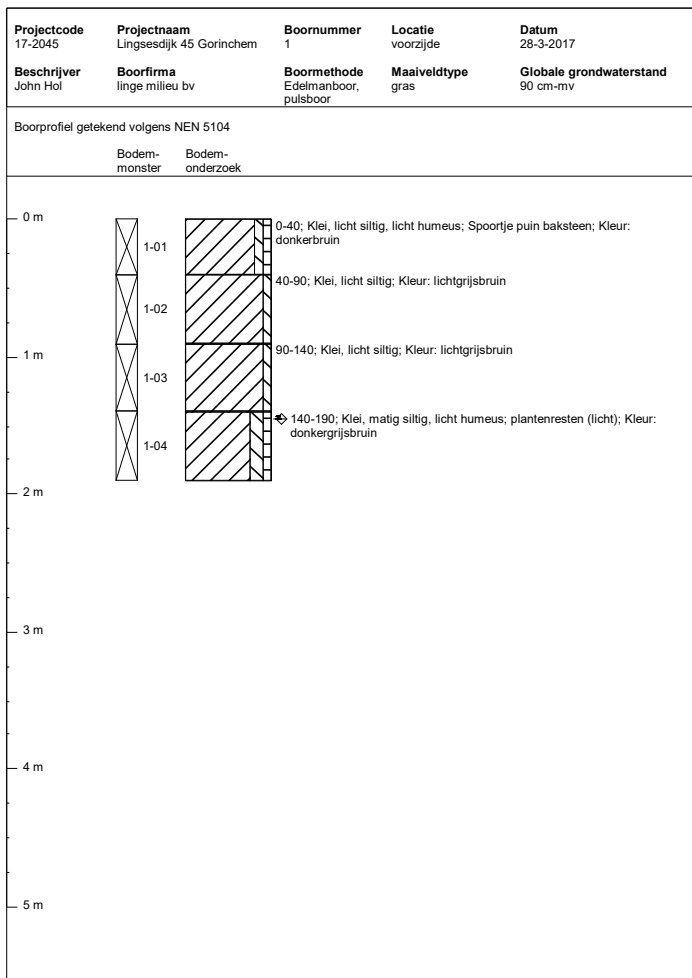 Projectcode Projectnaam Boornummer Locatie Datum
17-2045 Lingsesdijk 45 Gorinchem 1 voorzijde 28-3-2017
Beschrijver Boorfirma Boormethode Maaiveldtype Globale grondwaterstand
John Hol linge milieu bv Edelmanboor, gras 90 cm-mv
pulsboor
Boorprofiel getekend volgens NEN 5104
Bodem- Bodem-
monster onderzoek
0 m
0-40; Klei, licht siltig, licht humeus; Spoortje puin baksteen; Kleur:
donkerbruin
1-01
40-90; Klei, licht siltig; Kleur: lichtgrijsbruin
1-02
90-140; Klei, licht siltig; Kleur: lichtgrijsbruin
1 m
1-03
140-190; Klei, matig siltig, licht humeus; plantenresten (licht); Kleur:
donkergrijsbruin
1-04
2 m
3 m
4 m
5 m